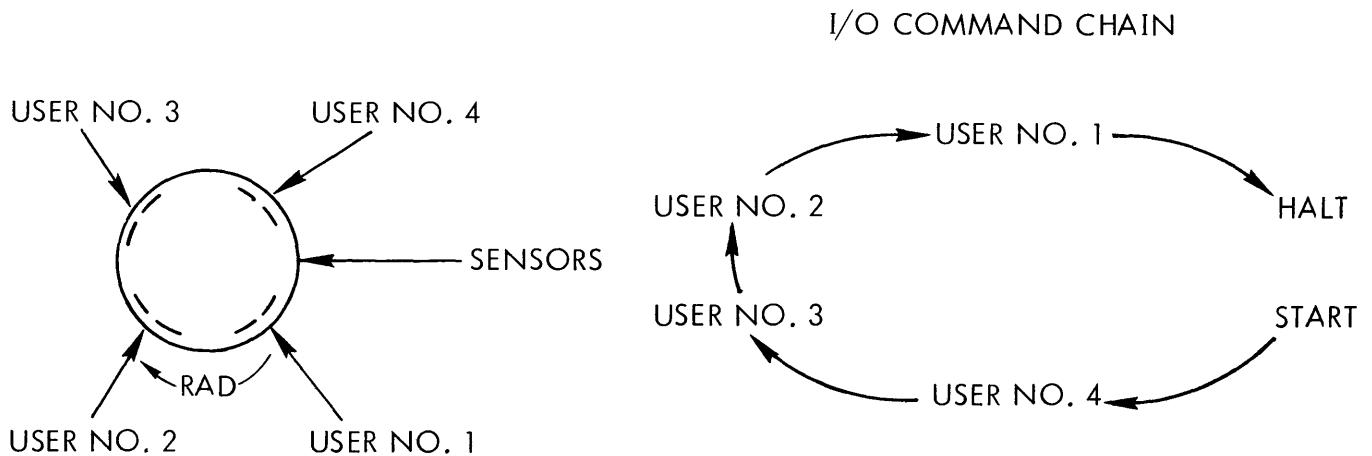 I/O COMMAND CHAIN
USER NO. 3
USER NO. 4
SENSORS
RAD
USER NO. 2
USER NO. 1
USER NO. 1
USER NO. 2
HALT
USER NO. 3
START
USER NO. 4